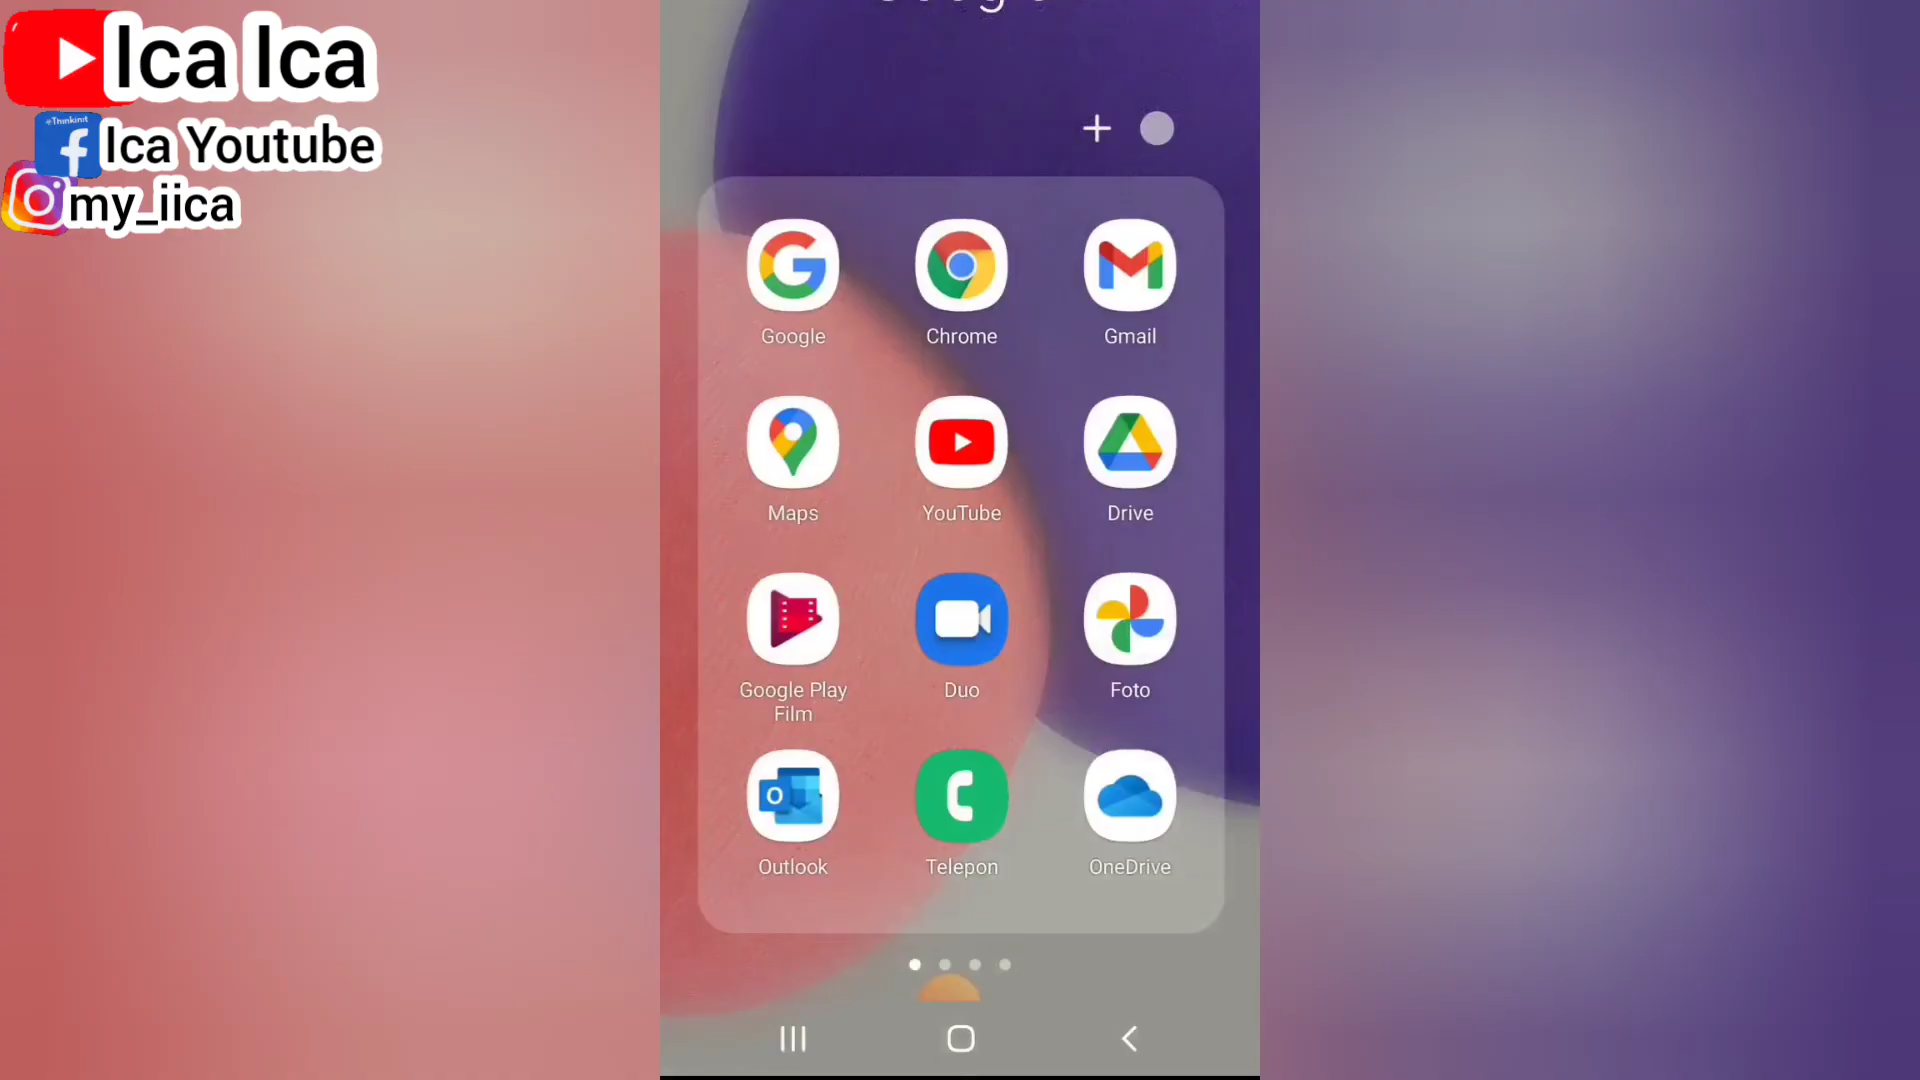 Ica Ica
+Thinkinit
Ica Youtube
my_iica
Google Chrome Gmail
Maps YouTube Drive
Google Play Film Duo Foto
Outlook Telepon OneDrive